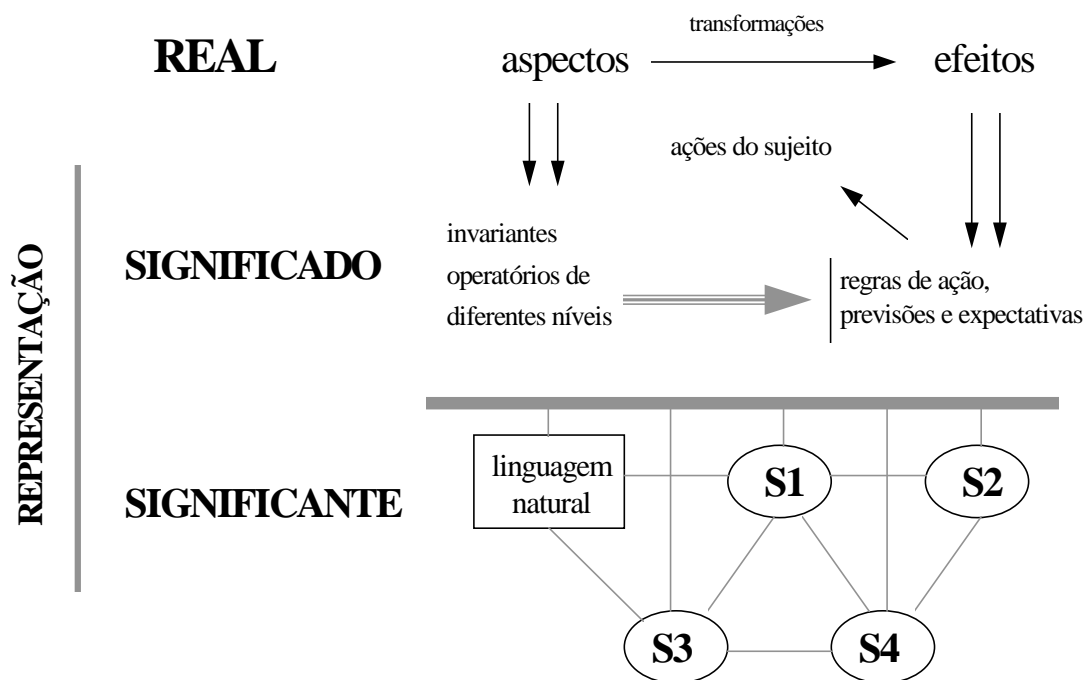 transformações
REAL
aspectos
efeitos
ações do sujeito
REPRESENTAÇÃO
SIGNIFICADO
invariantes
operatórios de
diferentes níveis
regras de ação,
previsões e expectativas
SIGNIFICANTE
linguagem
natural
S1
S2
S3
S4